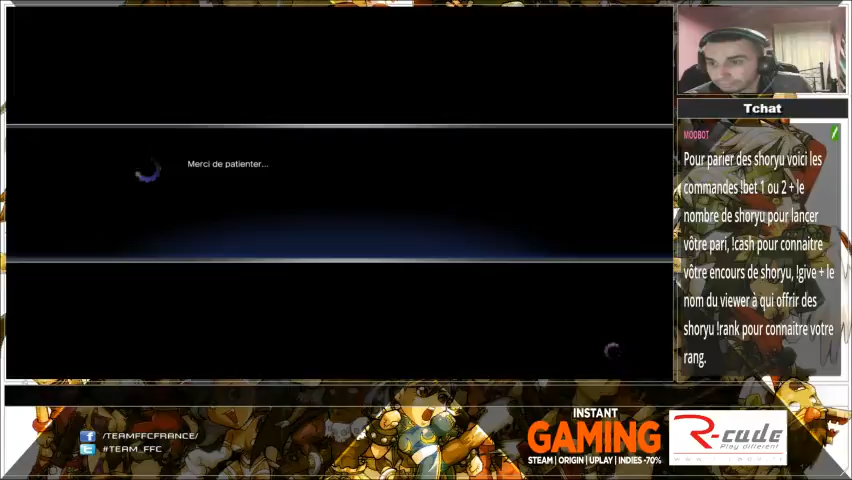 Merci de patienter...
Tchat
MOOBOT
Pour parier des shoryu voici les
commandes !bet 1 ou 2 + le
nombre de shoryu pour lancer
vôtre pari, !cash pour connaitre
vôtre encours de shoryu, !give + le
nom du viewer à qui offrir des
shoryu !rank pour connaitre votre
rang.
/TEAMFFCFRANCE/
#TEAM_FFC
INSTANT
GAMING
STEAM | ORIGIN | UPLAY | INDIES -70%
R-cade
Play different